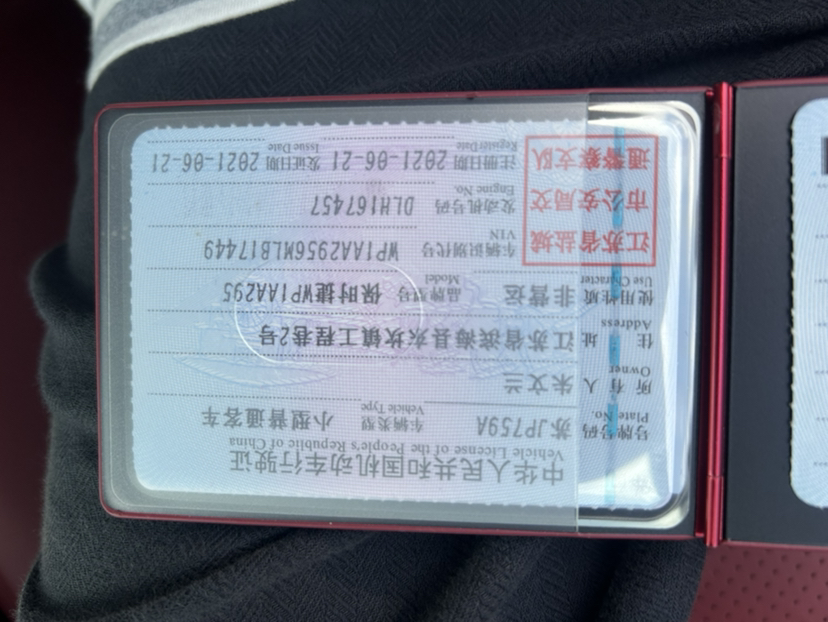 中华人民共和国机动车行驶证
Vehicle License of the People's Republic of China
号牌号码 苏JP759A 车辆类型 小型普通客车
Plate No. Vehicle Type
所有人 朱文兰
Owner
住址 江苏省滨海县东坎镇工程巷2号
Address
使用性质 非营运 品牌型号 保时捷WP1AA295
Use Character Model
江苏省盐城
市公安局交
通警察支队
车辆识别代号 WP1AA2956MLB17449
VIN
发动机号码 DLH167457
Engine No.
注册日期 2021-06-21 发证日期 2021-06-21
Register Date Issue Date